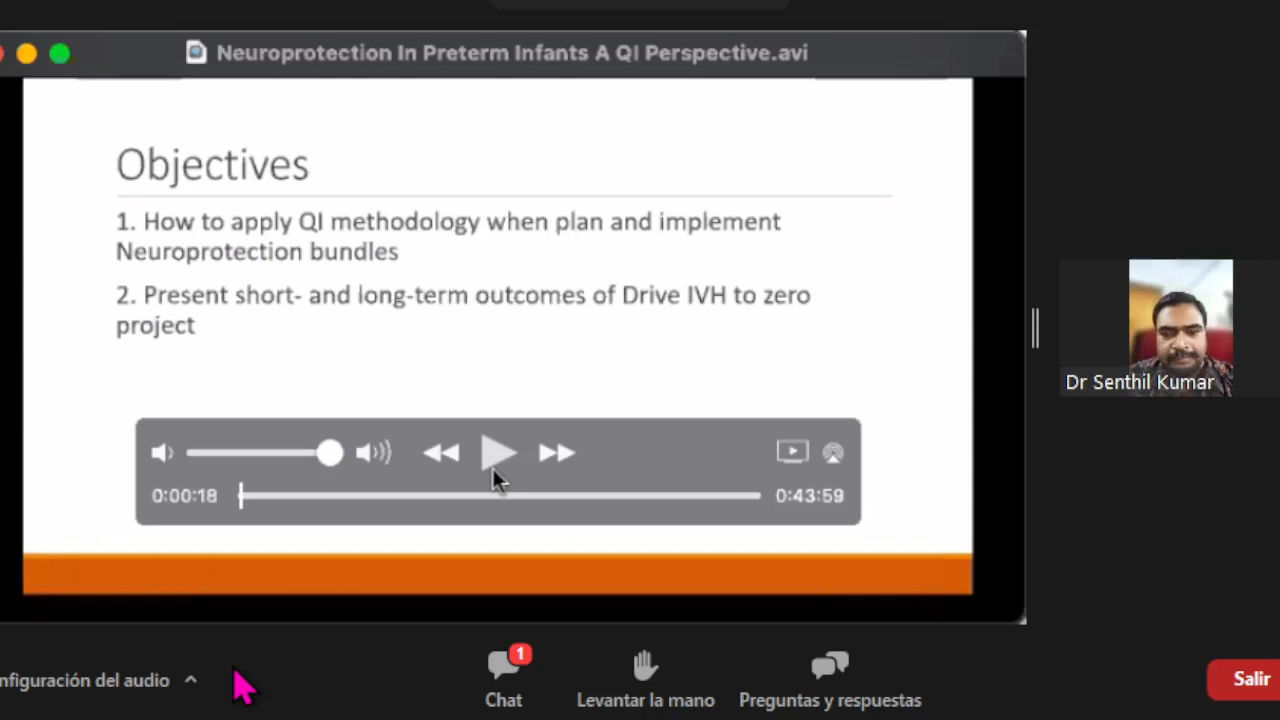 Neuroprotection In Preterm Infants A QI Perspective.avi
Objectives
1. How to apply QI methodology when plan and implement
Neuroprotection bundles
2. Present short- and long-term outcomes of Drive IVH to zero
project
0:00:18
0:43:59
Dr Senthil Kumar
nfiguración del audio
1
Chat
Levantar la mano
Preguntas y respuestas
Salir